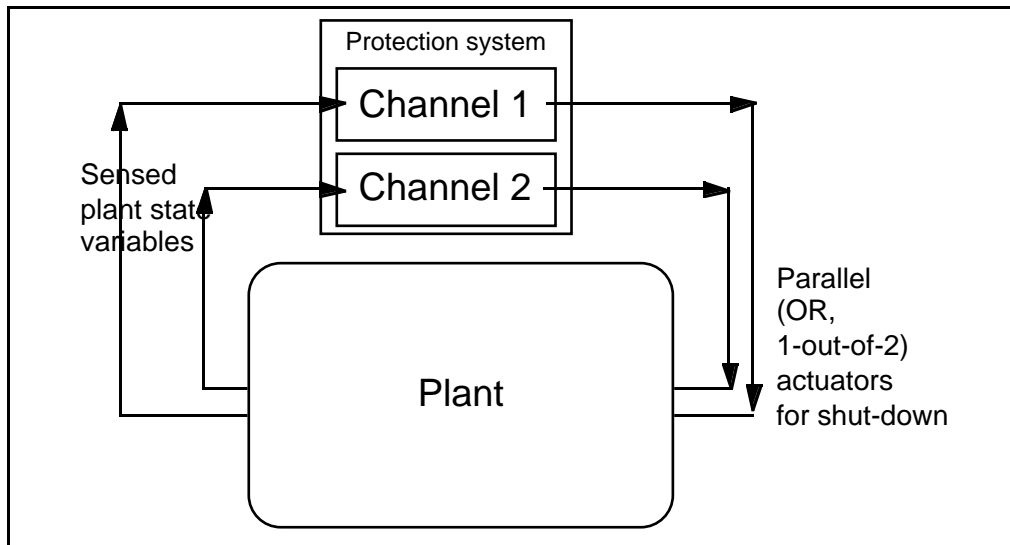 Protection system
Channel 1
Channel 2
Sensed
plant state
variables
Plant
Parallel
(OR,
1-out-of-2)
actuators
for shut-down